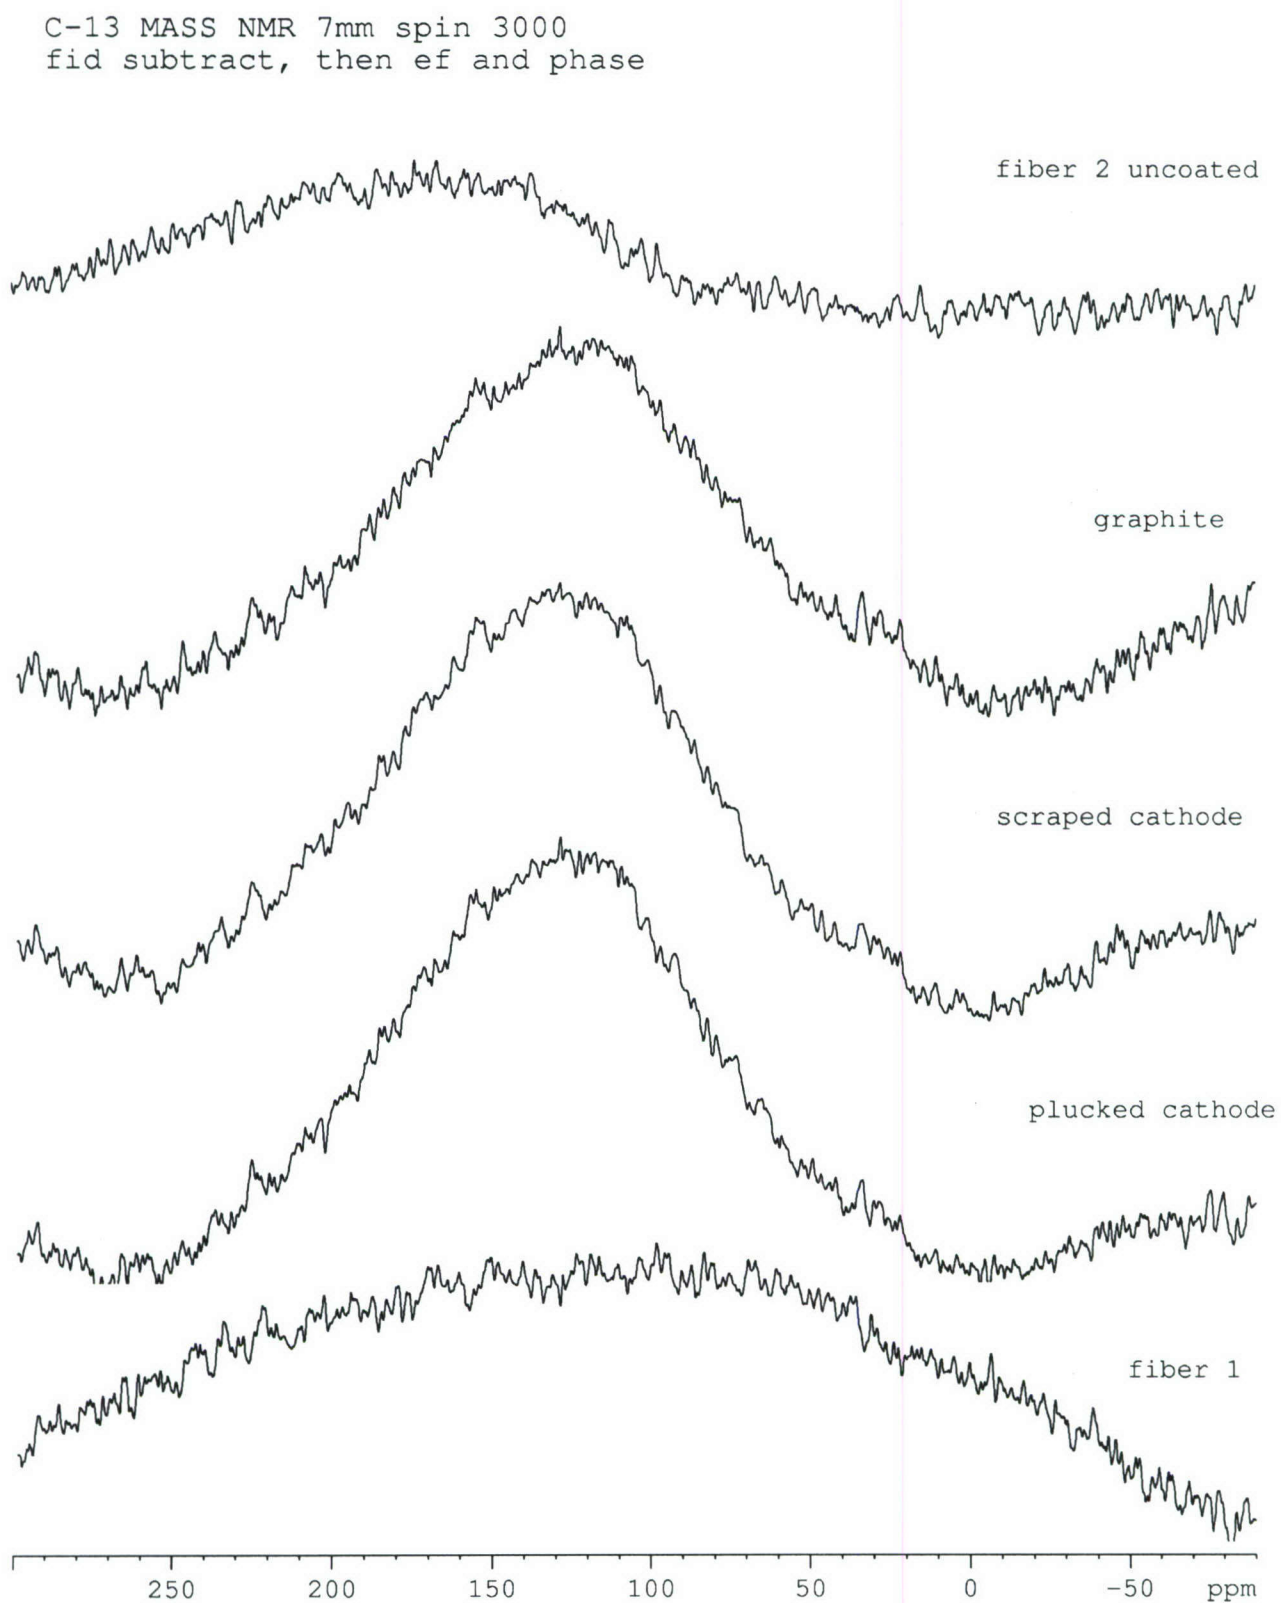 C-13 MASS NMR 7mm spin 3000
fid subtract, then ef and phase
fiber 2 uncoated
graphite
scraped cathode
plucked cathode
fiber 1
250 200 150 100 50 0 -50 ppm